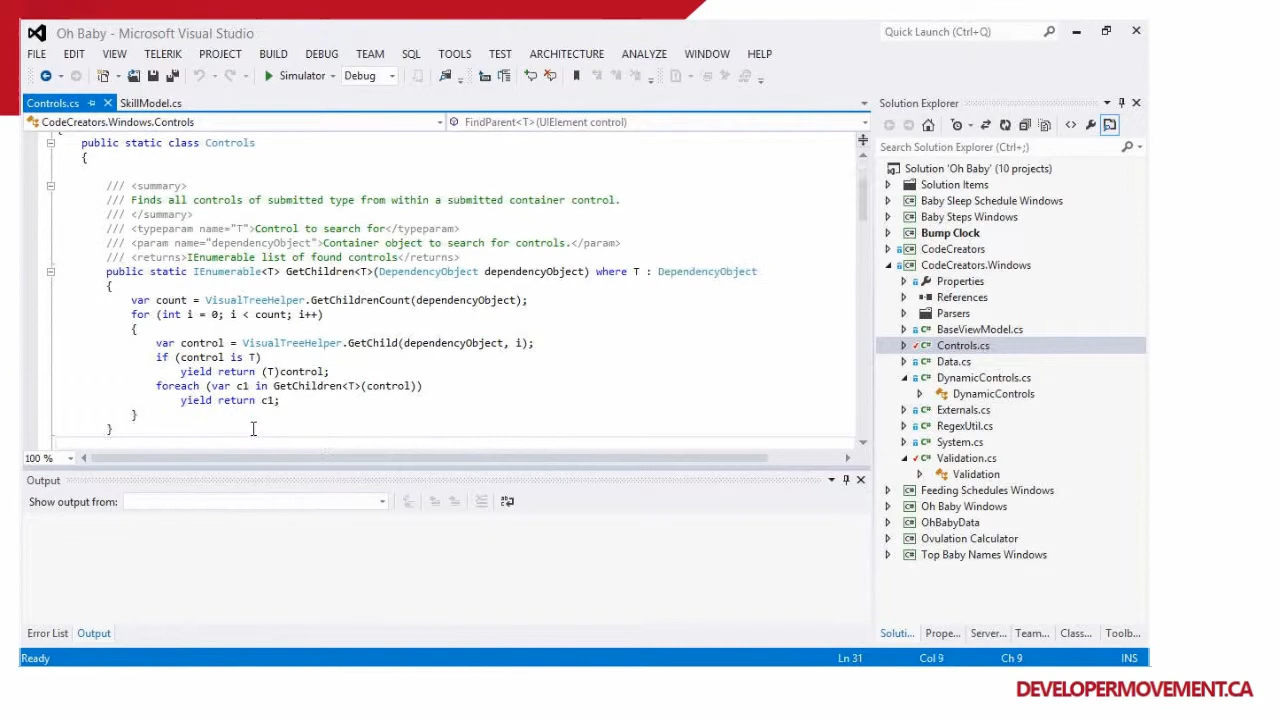 Oh Baby - Microsoft Visual Studio
Quick Launch (Ctrl+Q)
FILE EDIT VIEW TELERIK PROJECT BUILD DEBUG TEAM SQL TOOLS TEST ARCHITECTURE ANALYZE WINDOW HELP
Simulator Debug
Controls.cs SkillModel.cs
CodeCreators.Windows.Controls FindParent<T>(UIElement control)
public static class Controls
{
/// <summary>
/// Finds all controls of submitted type from within a submitted container control.
/// </summary>
/// <typeparam name="T">Control to search for</typeparam>
/// <param name="dependencyObject">Container object to search for controls.</param>
/// <returns>IEnumerable list of found controls</returns>
public static IEnumerable<T> GetChildren<T>(DependencyObject dependencyObject) where T : DependencyObject
{
var count = VisualTreeHelper.GetChildrenCount(dependencyObject);
for (int i = 0; i < count; i++)
{
var control = VisualTreeHelper.GetChild(dependencyObject, i);
if (control is T)
yield return (T)control;
foreach (var c1 in GetChildren<T>(control))
yield return c1;
}
}
100 %
Output
Show output from:
Error List Output
Solution Explorer
Search Solution Explorer (Ctrl+;)
Solution 'Oh Baby' (10 projects)
Solution Items
Baby Sleep Schedule Windows
Baby Steps Windows
Bump Clock
CodeCreators
CodeCreators.Windows
Properties
References
Parsers
BaseViewModel.cs
Controls.cs
Data.cs
DynamicControls.cs
DynamicControls
Externals.cs
RegexUtil.cs
System.cs
Validation.cs
Validation
Feeding Schedules Windows
Oh Baby Windows
OhBabyData
Ovulation Calculator
Top Baby Names Windows
Soluti... Prope... Server... Team... Class... Toolb...
Ready Ln 31 Col 9 Ch 9 INS
DEVELOPERMOVEMENT.CA